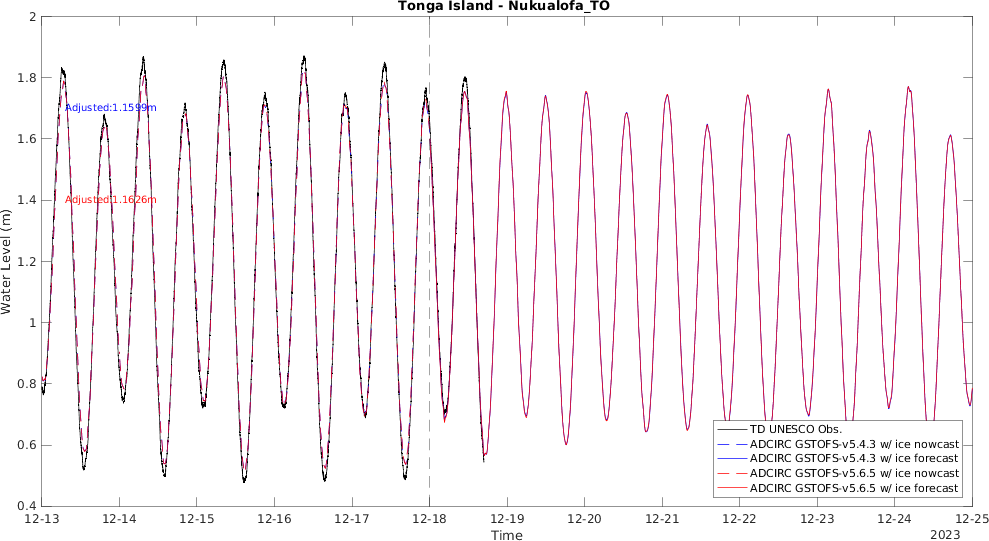 Tonga Island - Nukualofa_TO
2
1.8
1.6
1.4
1.2
1
0.8
0.6
0.4
Water Level (m)
Adjusted:1.1599m
Adjusted:1.1626m
TD UNESCO Obs.
ADCIRC GSTOFS-v5.4.3 w/ ice nowcast
ADCIRC GSTOFS-v5.4.3 w/ ice forecast
ADCIRC GSTOFS-v5.6.5 w/ ice nowcast
ADCIRC GSTOFS-v5.6.5 w/ ice forecast
12-13 12-14 12-15 12-16 12-17 12-18 12-19 12-20 12-21 12-22 12-23 12-24 12-25
Time
2023